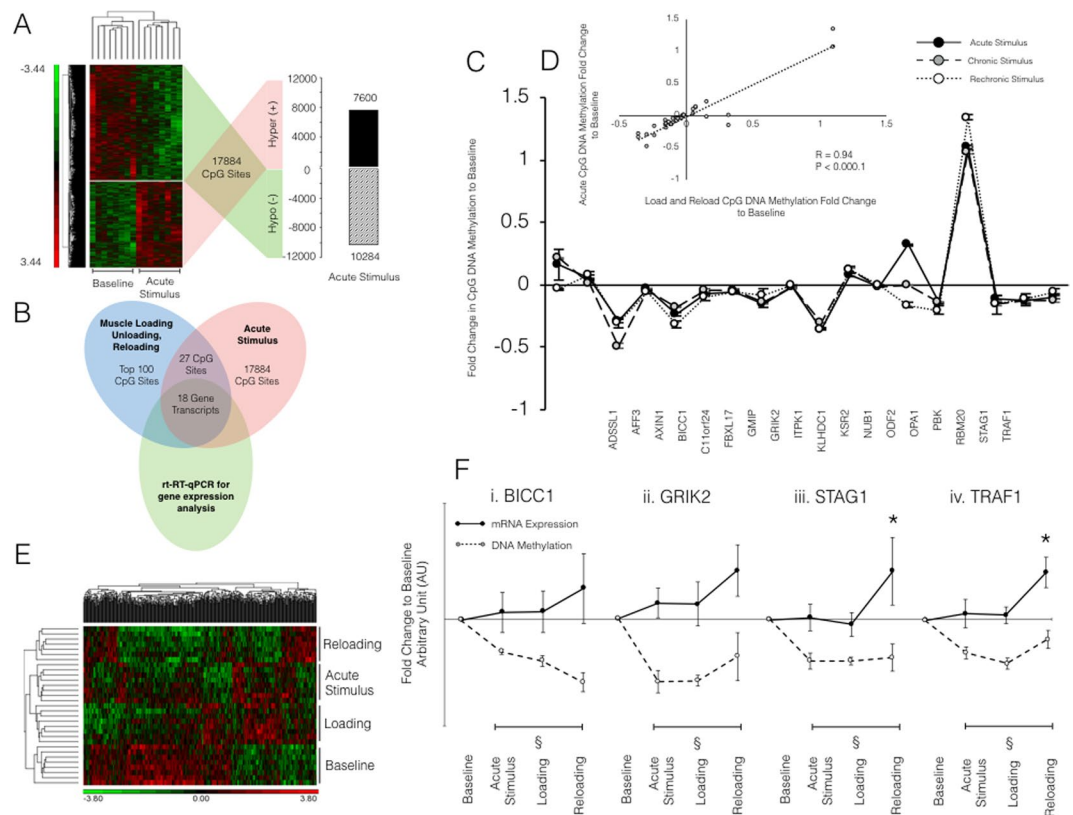 A
-3.44
3.44
Baseline
Acute
Stimulus
17884
CpG Sites
Hyper (+)
Hypo (-)
12000
8000
4000
0
-4000
-8000
-12000
7600
10284
Acute Stimulus
B
Muscle Loading
Unloading,
Reloading
Top 100
CpG Sites
27 CpG
Sites
Acute
Stimulus
17884
CpG Sites
18 Gene
Transcripts
rt-RT-qPCR for
gene expression
analysis
C
Fold Change in CpG DNA Methylation to Baseline
1.5
1
0.5
0
-0.5
-1
ADSSL1
AFF3
AXIN1
BICC1
C11orf24
FBXL17
GMIP
GRIK2
ITPK1
KLHDC1
KSR2
NUB1
ODF2
OPA1
PBK
RBM20
STAG1
TRAF1
D
Acute CpG DNA Methylation Fold Change
to Baseline
1.5
1
0.5
0
-0.5
-1
-0.5
0.5
1
1.5
R = 0.94
P < 0.000.1
Load and Reload CpG DNA Methylation Fold Change
to Baseline
Acute Stimulus
Chronic Stimulus
Rechronic Stimulus
E
Reloading
Acute
Stimulus
Loading
Baseline
-3.80
0.00
3.80
F
Fold Change to Baseline
Arbitrary Unit (AU)
i. BICC1
ii. GRIK2
iii. STAG1
iv. TRAF1
mRNA Expression
DNA Methylation
*
*
§
§
§
§
Baseline
Acute
Stimulus
Loading
Reloading
Baseline
Acute
Stimulus
Loading
Reloading
Baseline
Acute
Stimulus
Loading
Reloading
Baseline
Acute
Stimulus
Loading
Reloading